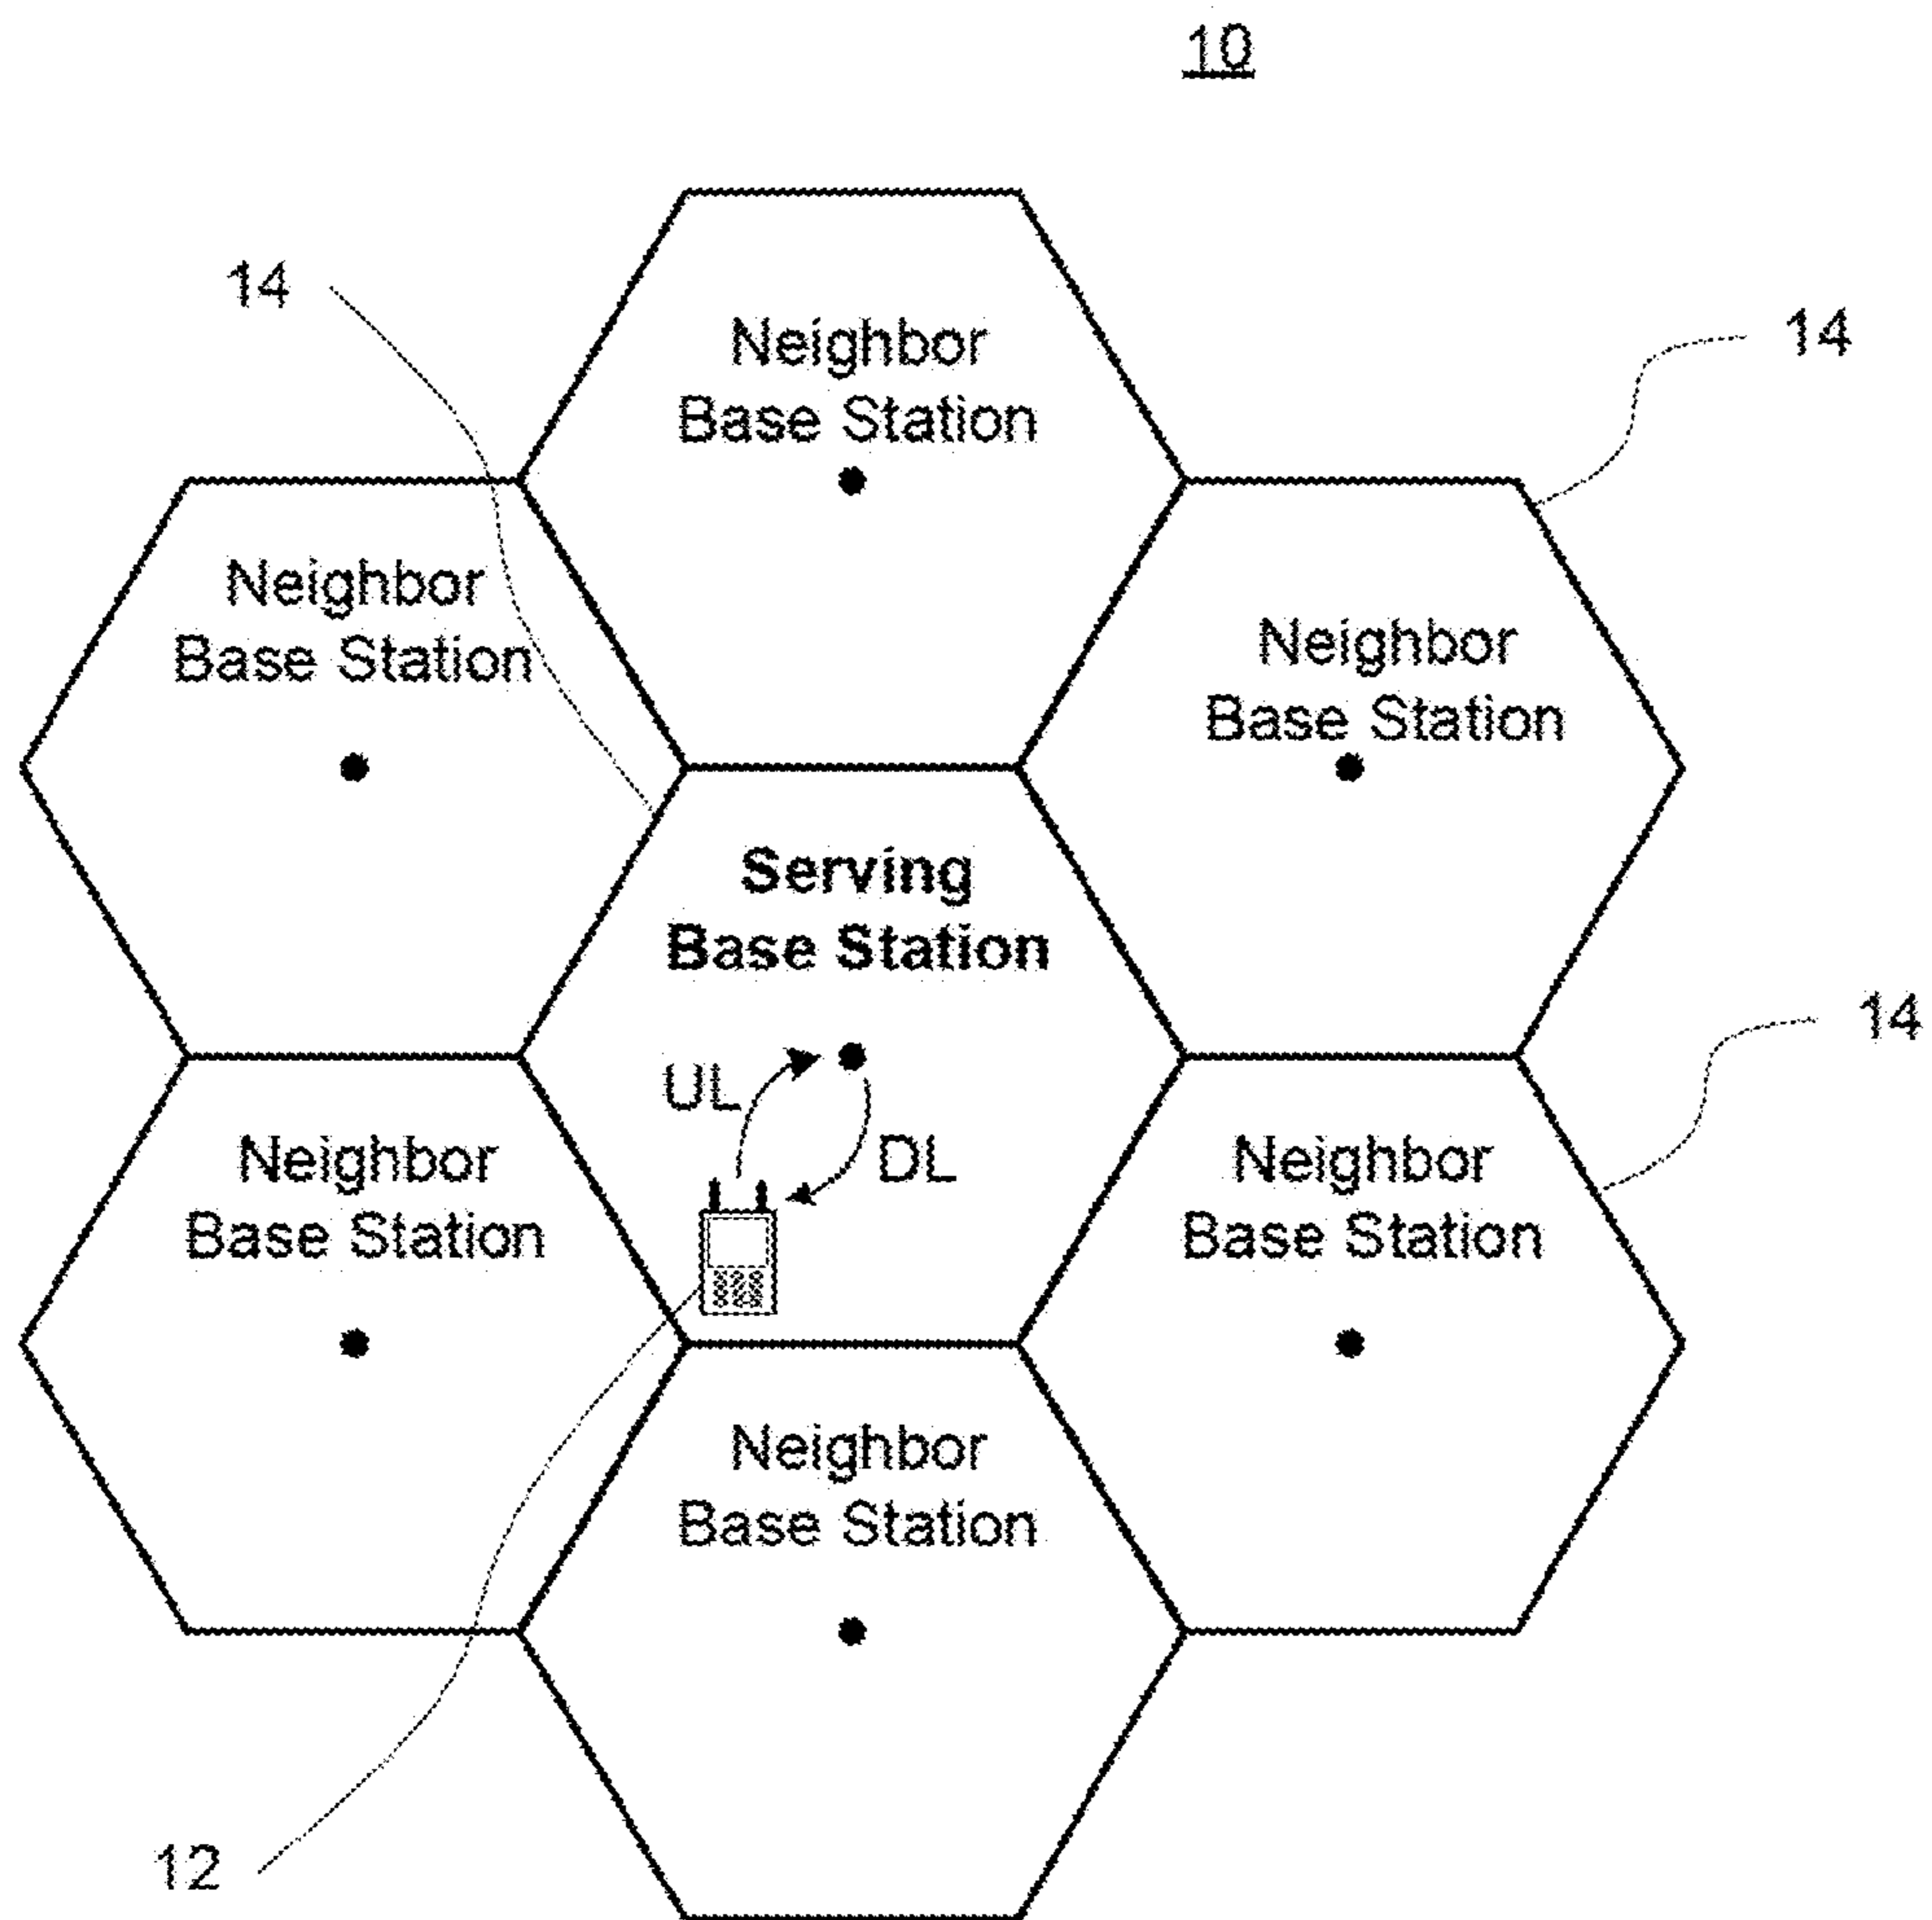 10
14
Neighbor
Base Station
14
Neighbor
Base Station
Neighbor
Base Station
Serving
Base Station
14
UL
DL
Neighbor
Base Station
Neighbor
Base Station
Neighbor
Base Station
12